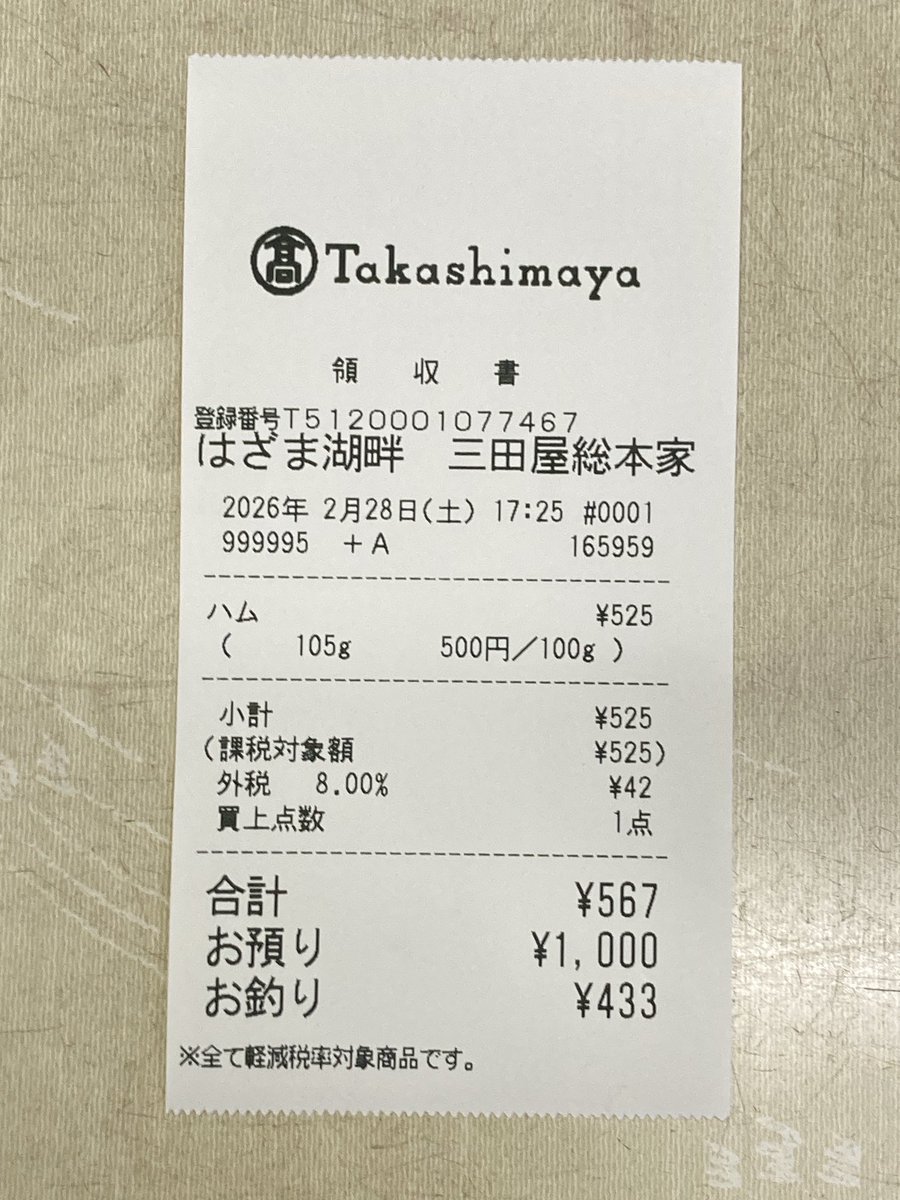 髙 Takashimaya
領 収 書
登録番号T5120001077467
はざま湖畔 三田屋総本家
2026年 2月28日(土) 17:25 #0001
999995 +A 165959
ハム ¥525
( 105g 500円/100g )
小計 ¥525
(課税対象額 ¥525)
外税 8.00% ¥42
買上点数 1点
合計 ¥567
お預り ¥1,000
お釣り ¥433
※全て軽減税率対象商品です。